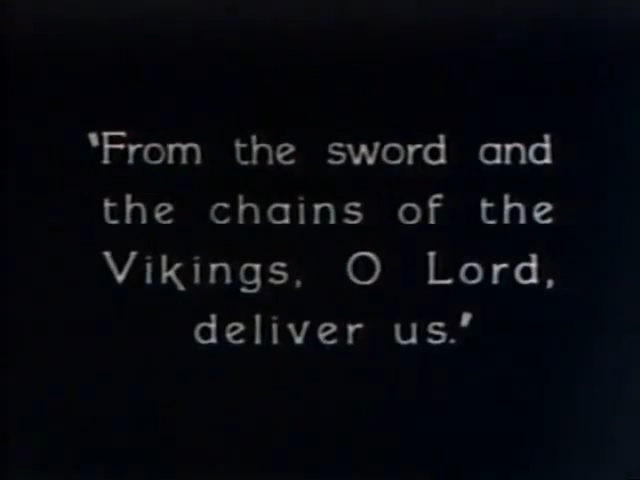 "From the sword and
the chains of the
Vikings, O Lord,
deliver us."